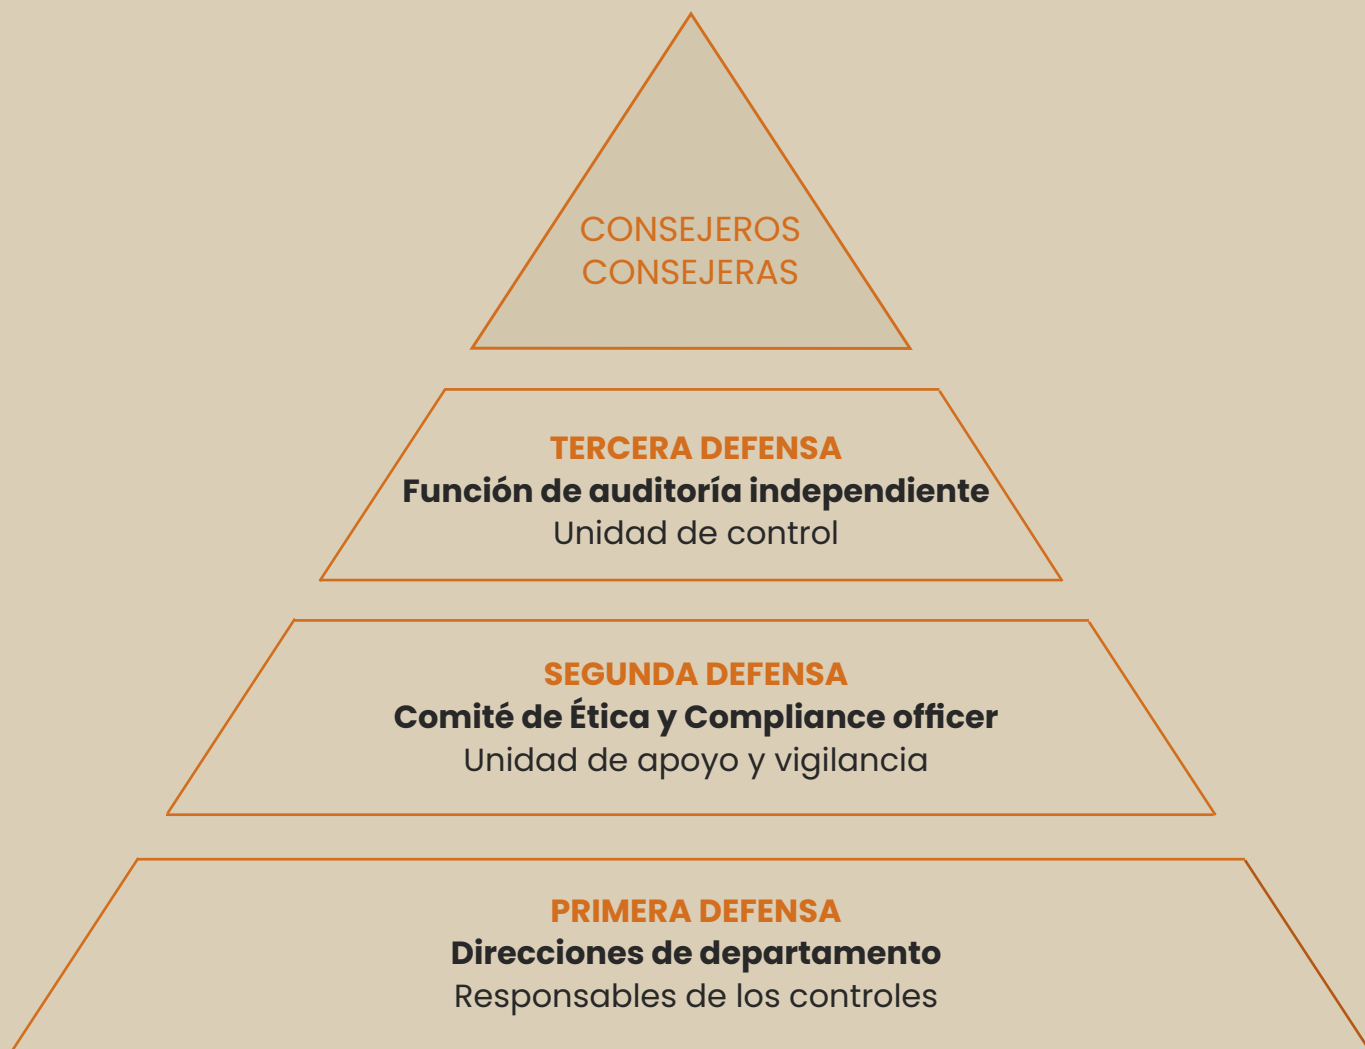 CONSEJEROS
CONSEJERAS
TERCERA DEFENSA
Función de auditoría independiente
Unidad de control
SEGUNDA DEFENSA
Comité de Ética y Compliance officer
Unidad de apoyo y vigilancia
PRIMERA DEFENSA
Direcciones de departamento
Responsables de los controles